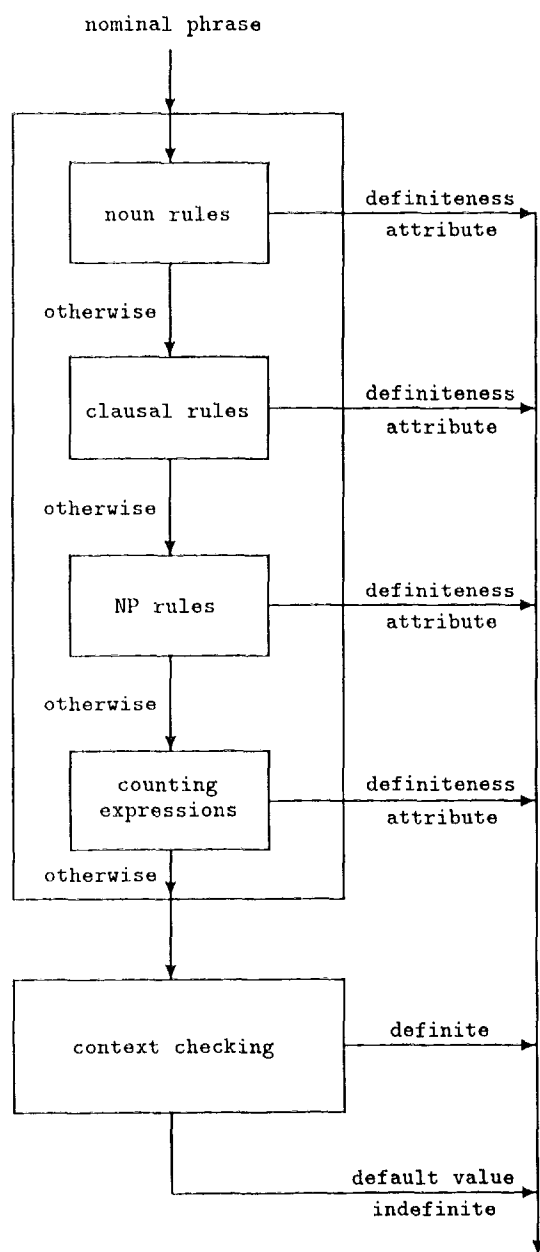 nominal phrase
noun rules
definiteness
attribute
otherwise
clausal rules
definiteness
attribute
otherwise
NP rules
definiteness
attribute
otherwise
counting
expressions
definiteness
attribute
otherwise
context checking
definite
default value
indefinite